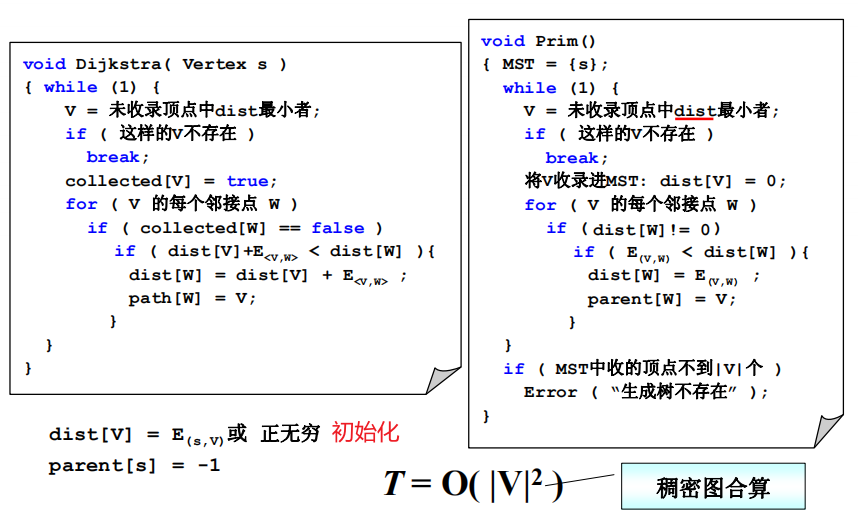 void Dijkstra( Vertex s )
{ while (1) {
V = 未收录顶点中dist最小者;
if ( 这样的V不存在 )
break;
collected[V] = true;
for ( V 的每个邻接点 W )
if ( collected[W] == false )
if ( dist[V]+E<V,W> < dist[W] ){
dist[W] = dist[V] + E<V,W> ;
path[W] = V;
}
}
}
void Prim()
{ MST = {s};
while (1) {
V = 未收录顶点中dist最小者;
if ( 这样的V不存在 )
break;
将V收录进MST: dist[V] = 0;
for ( V 的每个邻接点 W )
if ( dist[W]!= 0)
if ( E(V,W) < dist[W] ){
dist[W] = E(V,W) ;
parent[W] = V;
}
}
if ( MST中收的顶点不到|V|个 )
Error ( “生成树不存在” );
}
dist[V] = E(s,V)或 正无穷 初始化
parent[s] = -1
T = O( |V|² )
稠密图合算